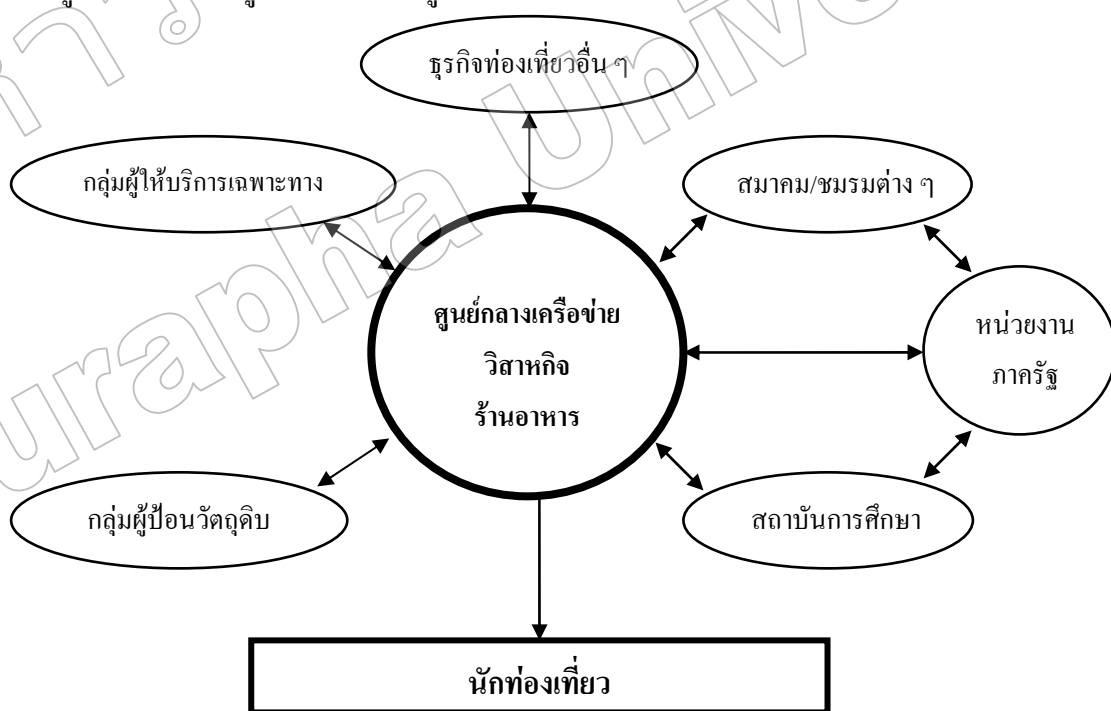 ธุรกิจท่องเที่ยวอื่น ๆ
กลุ่มผู้ให้บริการเฉพาะทาง
สมาคม/ชมรมต่าง ๆ
ศูนย์กลางเครือข่าย
วิสาหกิจ
ร้านอาหาร
หน่วยงาน
ภาครัฐ
กลุ่มผู้ป้อนวัตถุดิบ
สถาบันการศึกษา
นักท่องเที่ยว